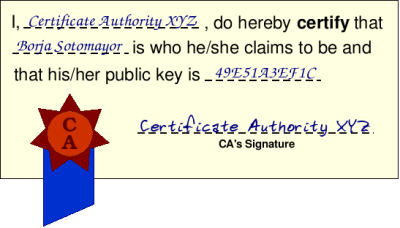 I, Certificate Authority XYZ , do hereby certify that
Borja Sotomayor is who he/she claims to be and
that his/her public key is 49E51A3EF1C
Certificate Authority XYZ
CA's Signature
C
A